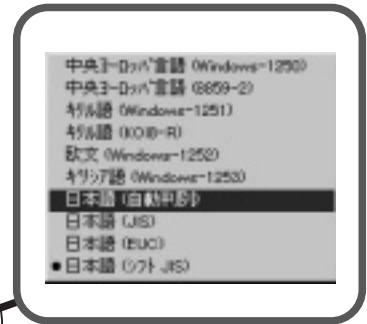 中央ﾖｰﾛｯﾊﾟ言語 (Windows-1250)
中央ﾖｰﾛｯﾊﾟ言語 (8859-2)
ｷﾘﾙ語 (Windows-1251)
ｷﾘﾙ語 (KOI8-R)
欧文 (Windows-1252)
ｷﾞﾘｼｱ語 (Windows-1253)
日本語 (自動判別)
日本語 (JIS)
日本語 (EUC)
●日本語 (ｼﾌﾄ JIS)